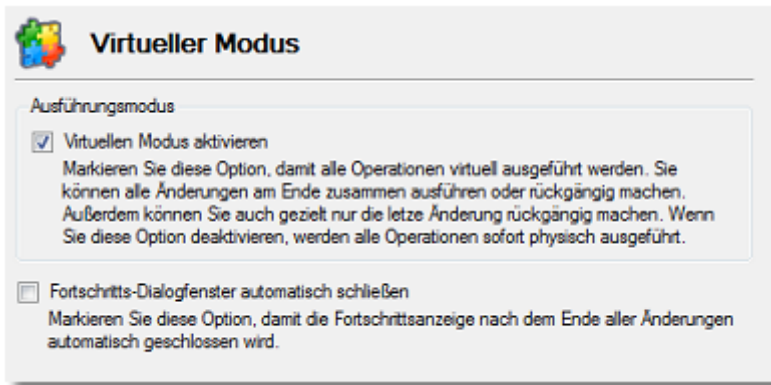 Virtueller Modus
Ausführungsmodus
Virtuellen Modus aktivieren
Markieren Sie diese Option, damit alle Operationen virtuell ausgeführt werden. Sie
können alle Änderungen am Ende zusammen ausführen oder rückgängig machen.
Außerdem können Sie auch gezielt nur die letze Änderung rückgängig machen. Wenn
Sie diese Option deaktivieren, werden alle Operationen sofort physisch ausgeführt.
Fortschritts-Dialogfenster automatisch schließen
Markieren Sie diese Option, damit die Fortschrittsanzeige nach dem Ende aller Änderungen
automatisch geschlossen wird.